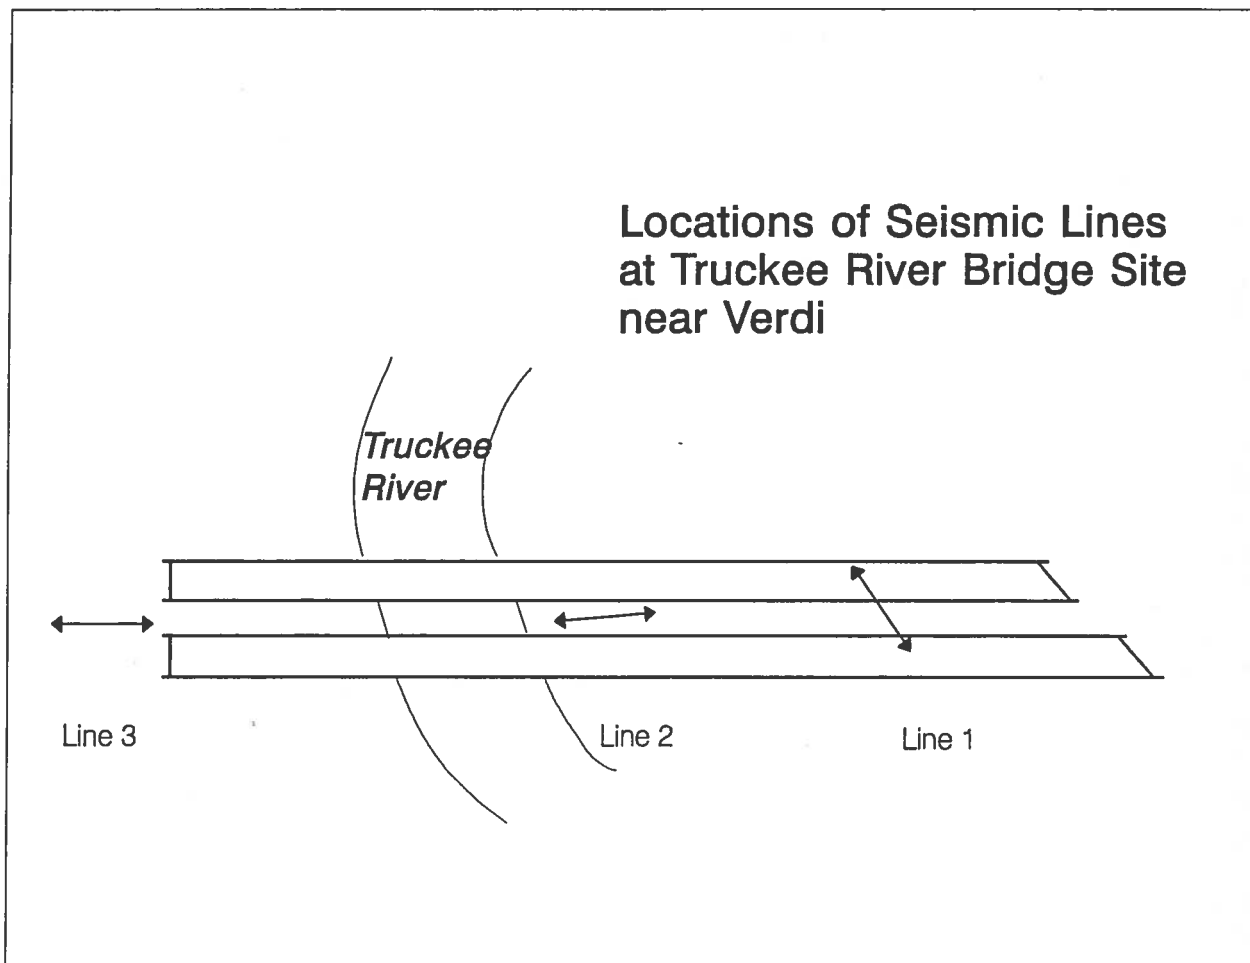 Locations of Seismic Lines
at Truckee River Bridge Site
near Verdi
Truckee
River
Line 3
Line 2
Line 1